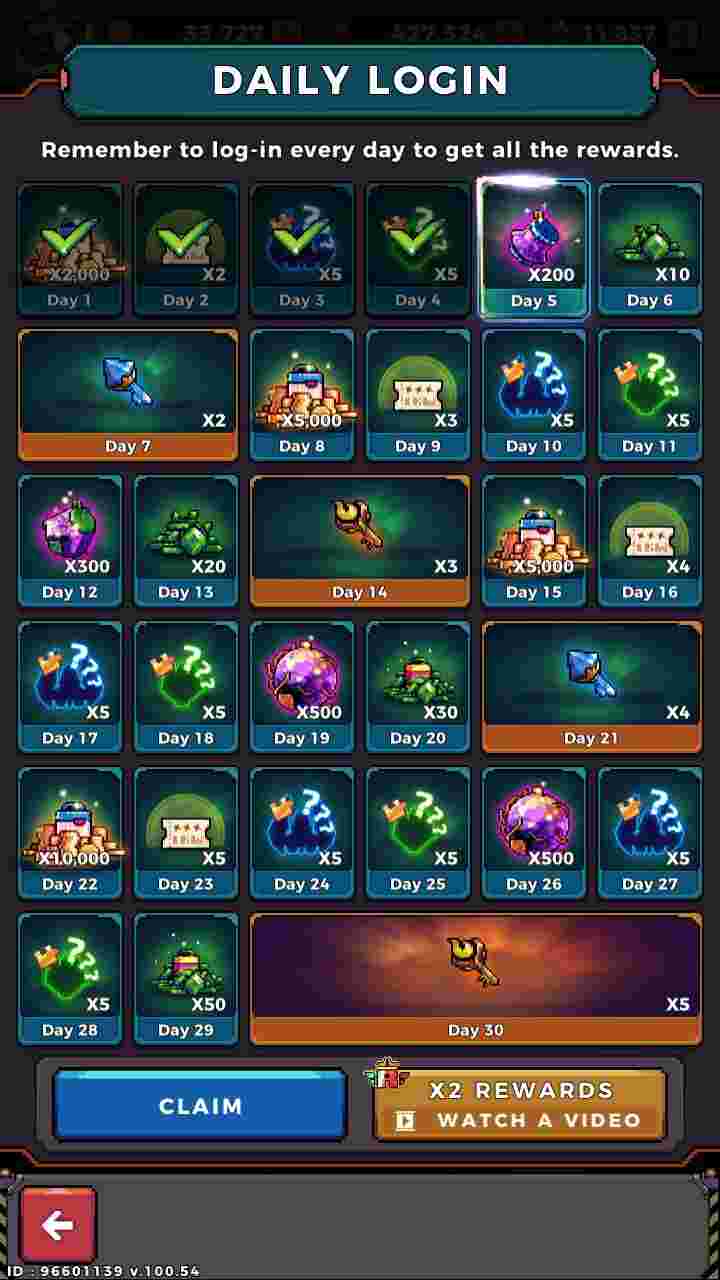 33,727 427,324 11,337
DAILY LOGIN
Remember to log-in every day to get all the rewards.
X2,000 X2 X5 X5 X200 X10
Day 1 Day 2 Day 3 Day 4 Day 5 Day 6
X2 X5,000 X3 X5 X5
Day 7 Day 8 Day 9 Day 10 Day 11
X300 X20 X3 X5,000 X4
Day 12 Day 13 Day 14 Day 15 Day 16
X5 X5 X500 X30 X4
Day 17 Day 18 Day 19 Day 20 Day 21
X10,000 X5 X5 X5 X500 X5
Day 22 Day 23 Day 24 Day 25 Day 26 Day 27
X5 X50 X5
Day 28 Day 29 Day 30
CLAIM
X2 REWARDS
WATCH A VIDEO
ID : 96601139 v.100.54